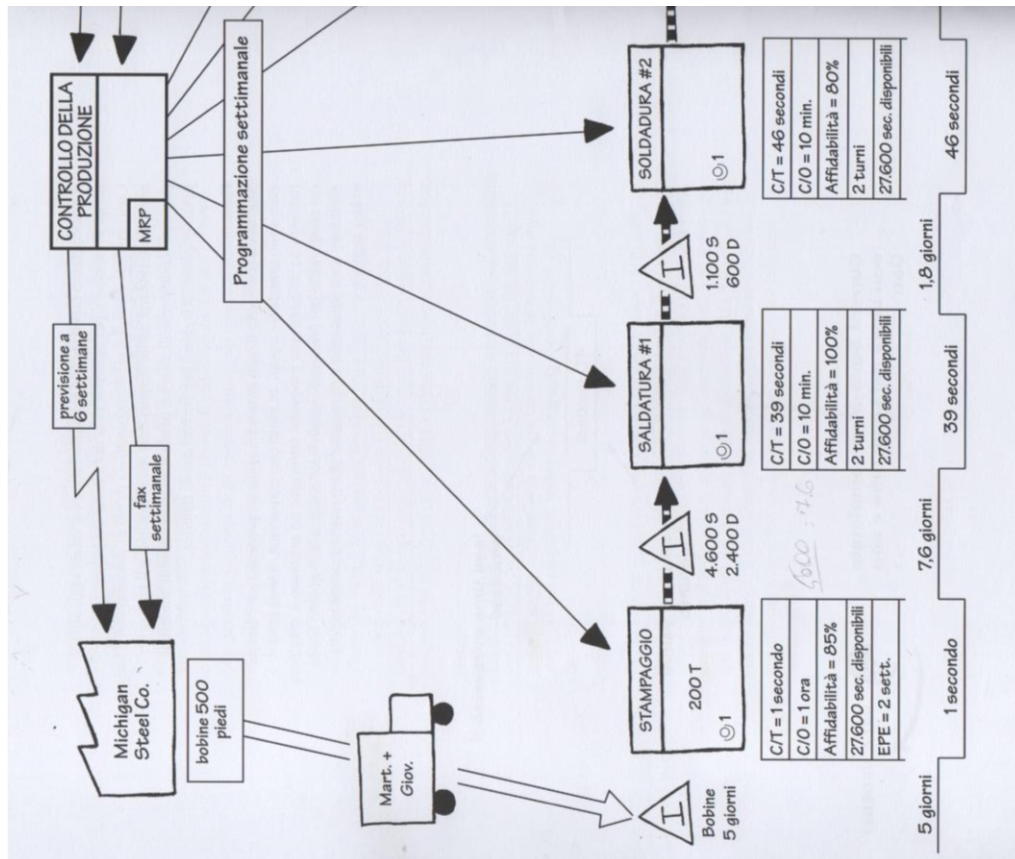 Michigan
Steel Co.
previsione a
6 settimane
fax
settimanale
CONTROLLO DELLA
PRODUZIONE
MRP
bobine 500
piedi
Programmazione settimanale
Mart. +
Giov.
I
Bobine
5 giorni
STAMPAGGIO
200 T
1
C/T = 1 secondo
C/O = 1 ora
Affidabilità = 85%
27.600 sec. disponibili
EPE = 2 sett.
I
4.600 S
2.400 D
SALDATURA #1
1
C/T = 39 secondi
C/O = 10 min.
Affidabilità = 100%
2 turni
27.600 sec. disponibili
I
1.100 S
600 D
SOLDADURA #2
1
C/T = 46 secondi
C/O = 10 min.
Affidabilità = 80%
2 turni
27.600 sec. disponibili
5 giorni
1 secondo
7,6 giorni
39 secondi
1,8 giorni
46 secondi